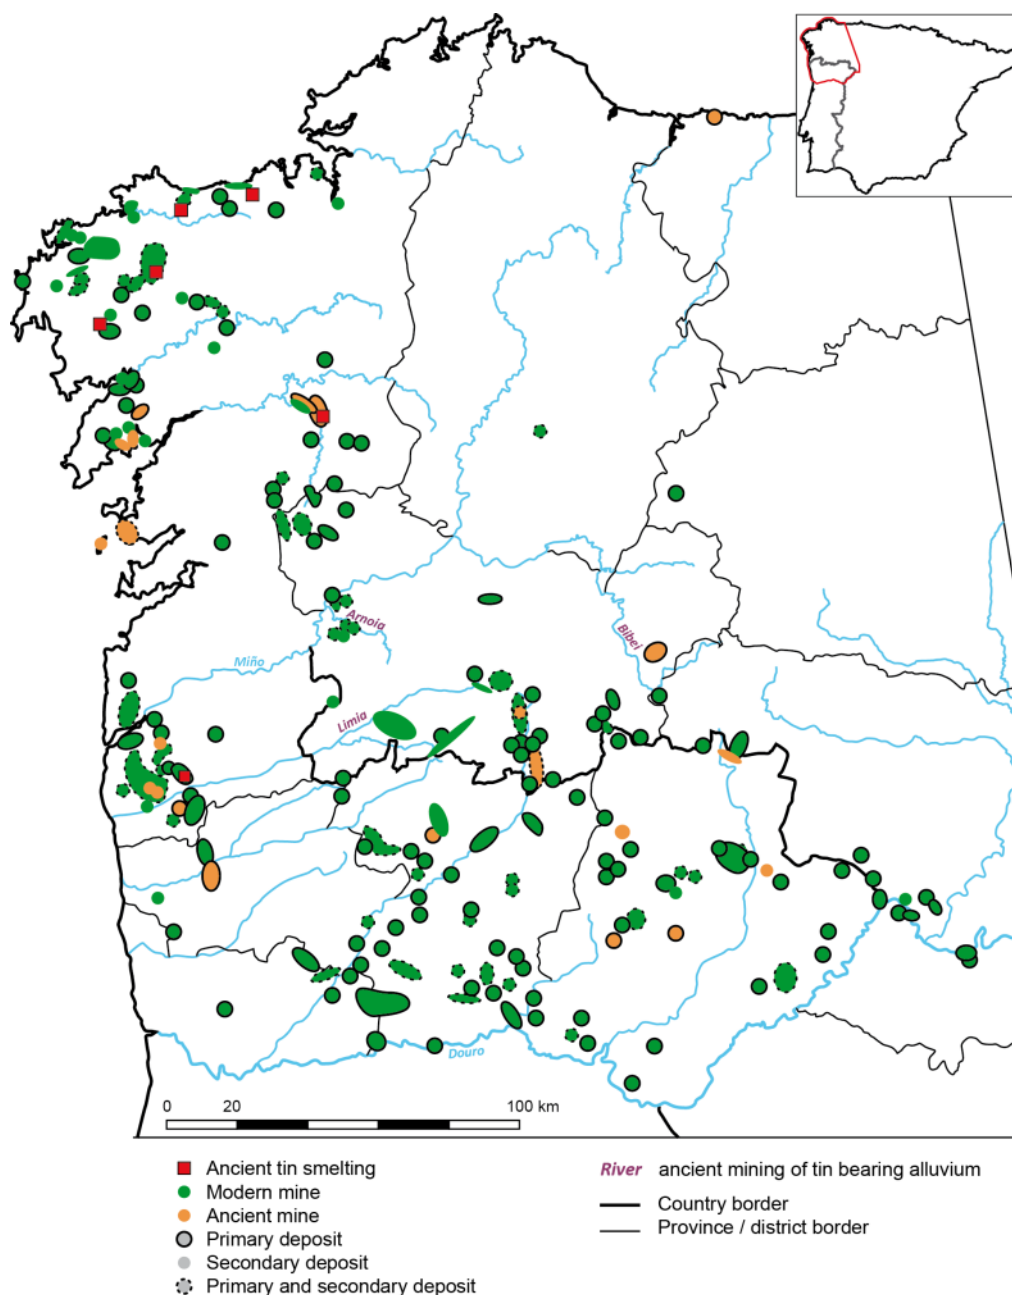 Arnoia
Bibei
Miño
Limia
Douro
0 20 100 km
Ancient tin smelting
Modern mine
Ancient mine
Primary deposit
Secondary deposit
Primary and secondary deposit
River ancient mining of tin bearing alluvium
Country border
Province / district border